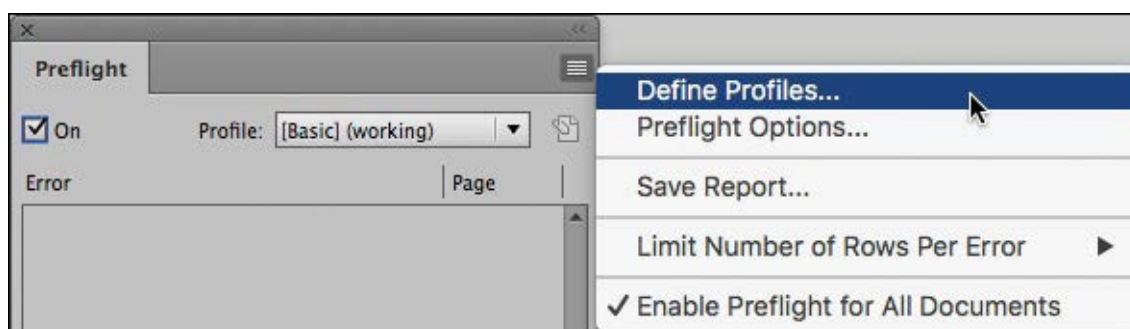 Preflight
On Profile: [Basic] (working)
Error Page
Define Profiles...
Preflight Options...
Save Report...
Limit Number of Rows Per Error
Enable Preflight for All Documents